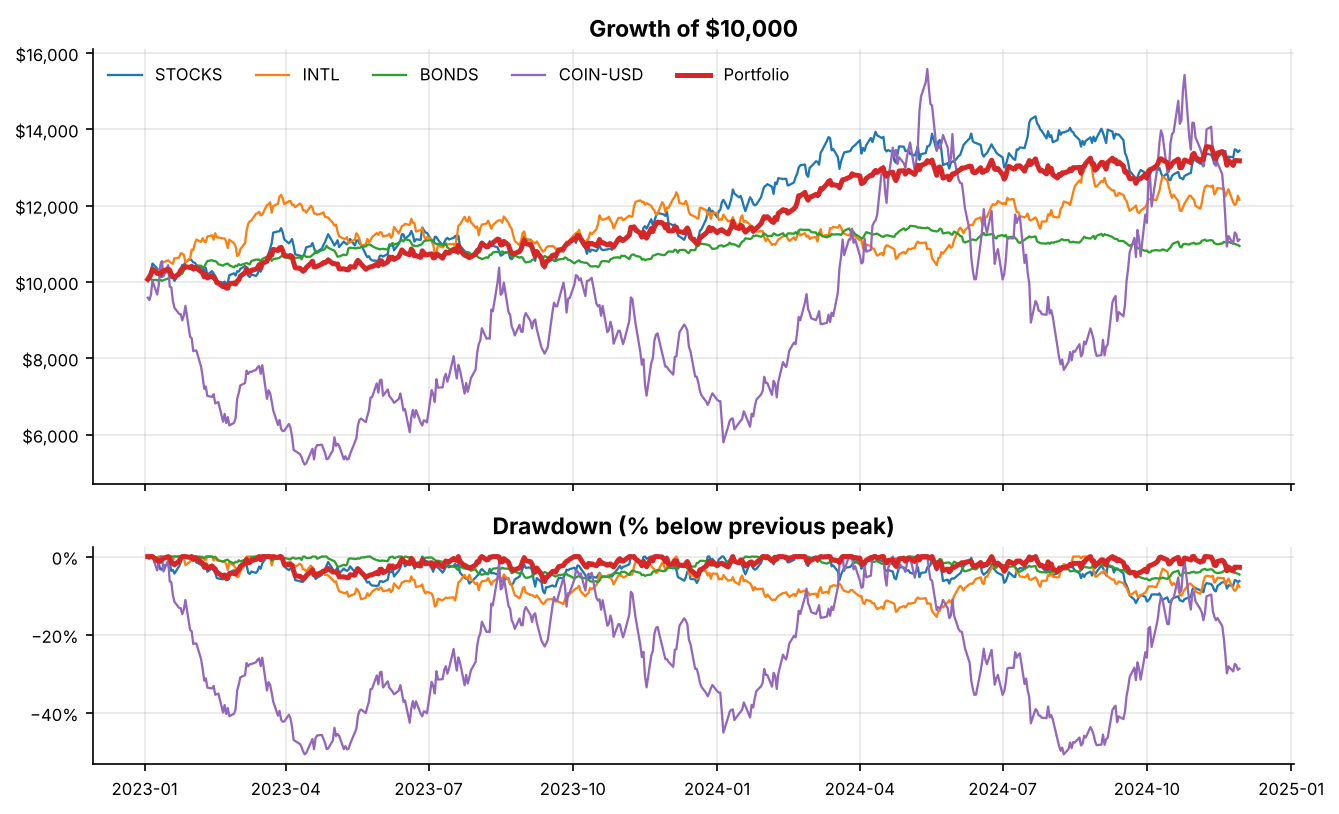 Growth of $10,000
STOCKS INTL BONDS COIN-USD Portfolio
$16,000
$14,000
$12,000
$10,000
$8,000
$6,000
Drawdown (% below previous peak)
0%
−20%
−40%
2023-01 2023-04 2023-07 2023-10 2024-01 2024-04 2024-07 2024-10 2025-01